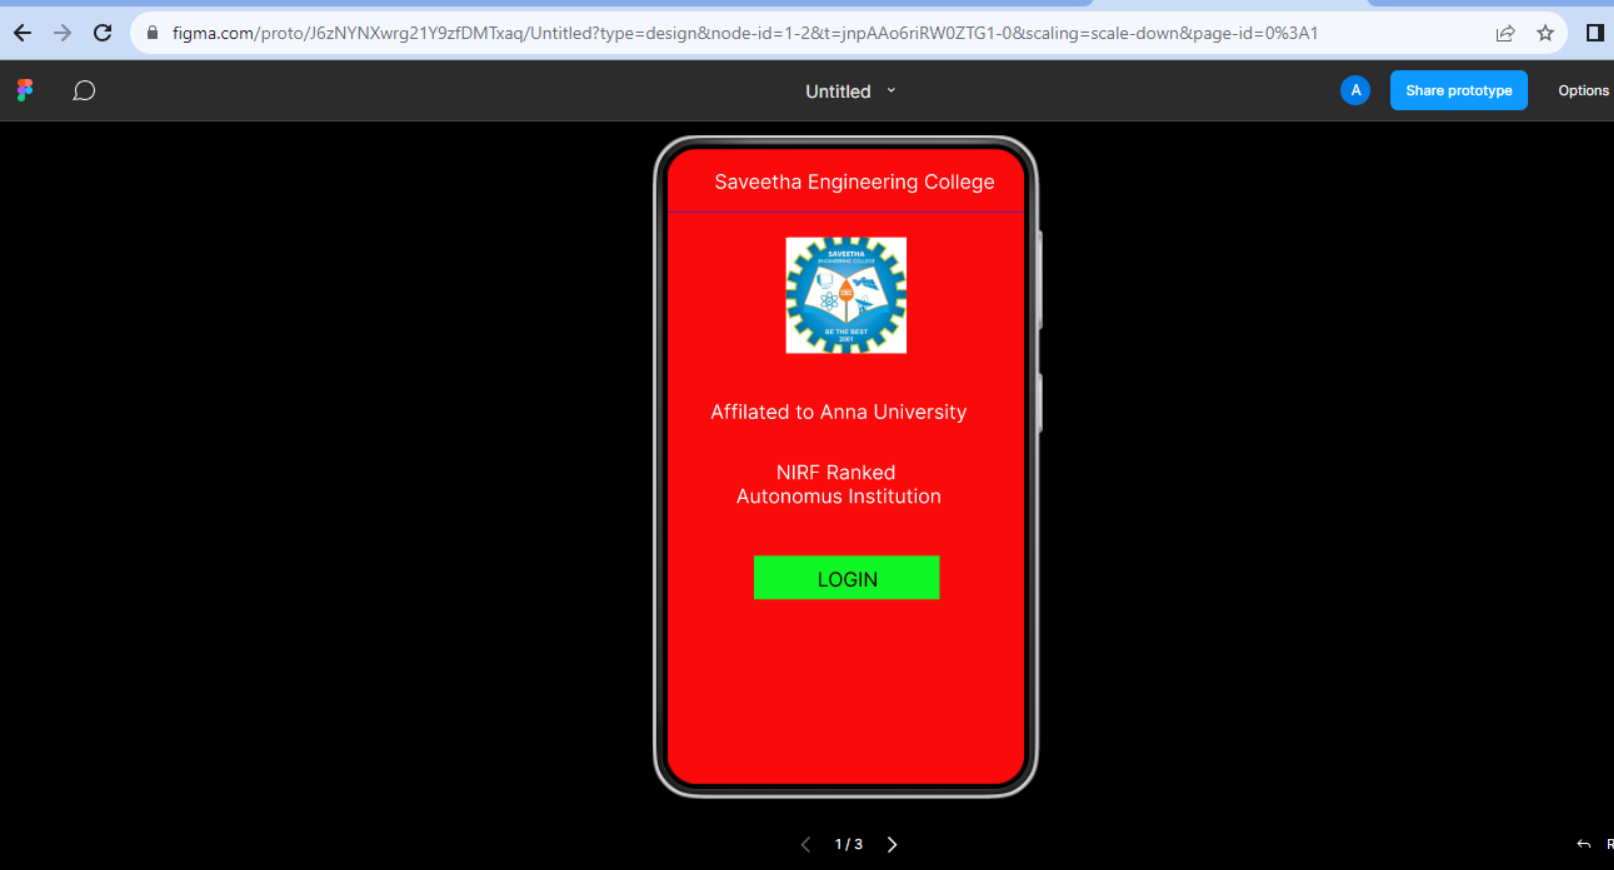 figma.com/proto/J6zNYNXwrg21Y9zfDMTxaq/Untitled?type=design&node-id=1-2&t=jnpAAo6riRW0ZTG1-0&scaling=scale-down&page-id=0%3A1
Untitled
A
Share prototype
Options
Saveetha Engineering College
SAVEETHA
ENGINEERING COLLEGE
BE THE BEST
2001
Affilated to Anna University
NIRF Ranked
Autonomus Institution
LOGIN
1 / 3
R